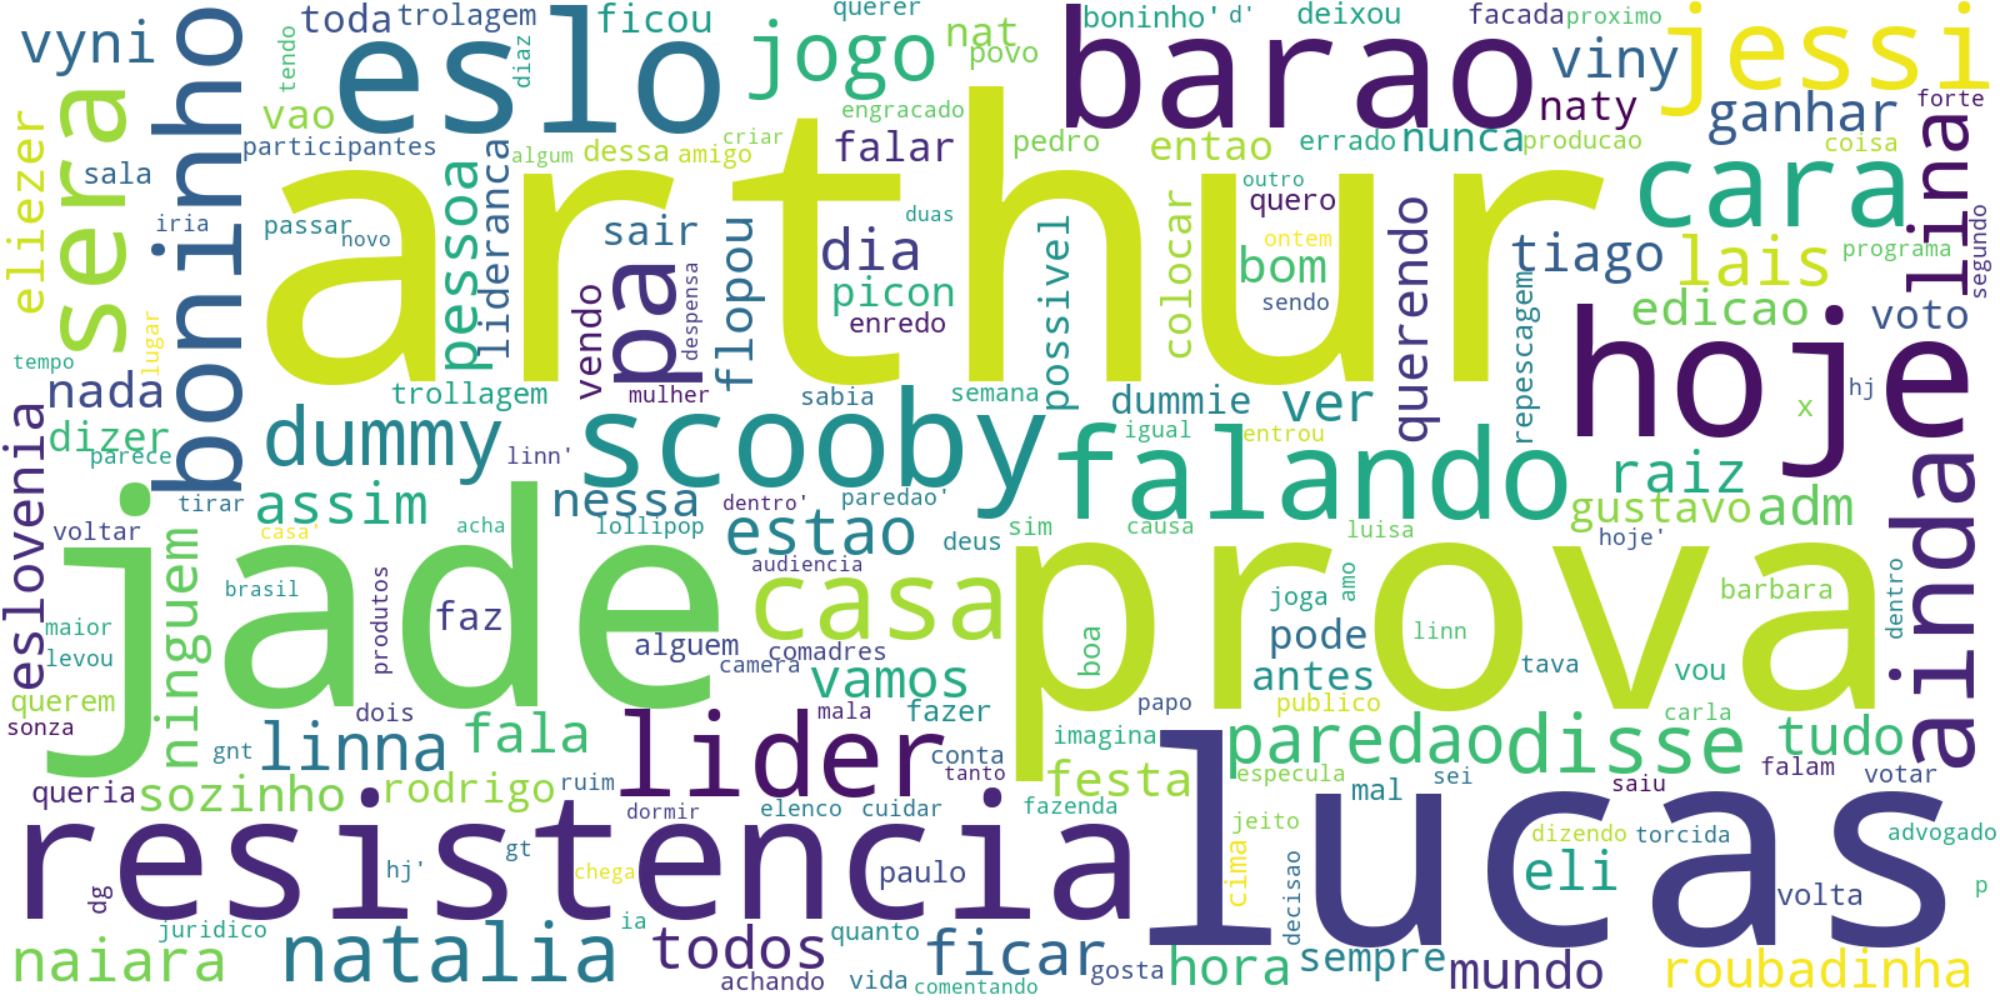 vyni
boninho
toda
trolagem
ficou
querer
boninho'
d'
deixou
facada
proximo
eslo
diaz
tendo
jogo
nat
povo
barao
viny
jessi
eliezer
sera
vao
engracado
naty
ganhar
forte
participantes
algum
dessa
amigo
criar
falar
pedro
entao
errado
nunca
producao
coisa
sala
pessoa
lideranca
arthur
outro
quero
cara
linna
iria
passar
novo
sair
flopou
duas
dia
possivel
colocar
ontem
bom
querendo
tiago
lais
programa
segundo
vendo
pa
despensa
picon
enredo
sendo
repescagem
edicao
voto
tempo
lugar
nada
trollagem
mulher
sabia
semana
dummie
ver
hoje
x
hj
eslovenia
dizer
parece
dummy
linn'
scooby
igual
entrou
falando
raiz
ainda
tirar
assim
nessa
dentro'
paredao'
gustavo
adm
voltar
casa'
acha
lollipop
estao
deus
sim
causa
luisa
hoje'
jade
ninguem
brasil
produtos
faz
audiencia
casa
prova
joga
amo
barbara
dentro
maior
levou
alguem
camera
comadres
boa
pode
linn
tava
vou
querem
sonza
dois
vamos
antes
publico
papo
gnt
linna
fala
lider
mala
fazer
conta
tanto
imagina
paredao
disse
carla
tudo
queria
sozinho
rodrigo
ruim
festa
especula
mal
sei
saiu
falam
votar
resistencia
dormir
elenco
cuidar
fazenda
lucas
jeito
dizendo
torcida
advogado
dg
hj'
gt
chega
paulo
cima
decisao
eli
volta
p
juridico
ia
naiara
natalia
todos
achando
quanto
vida
ficar
comentando
gosta
hora
sempre
mundo
roubadinha